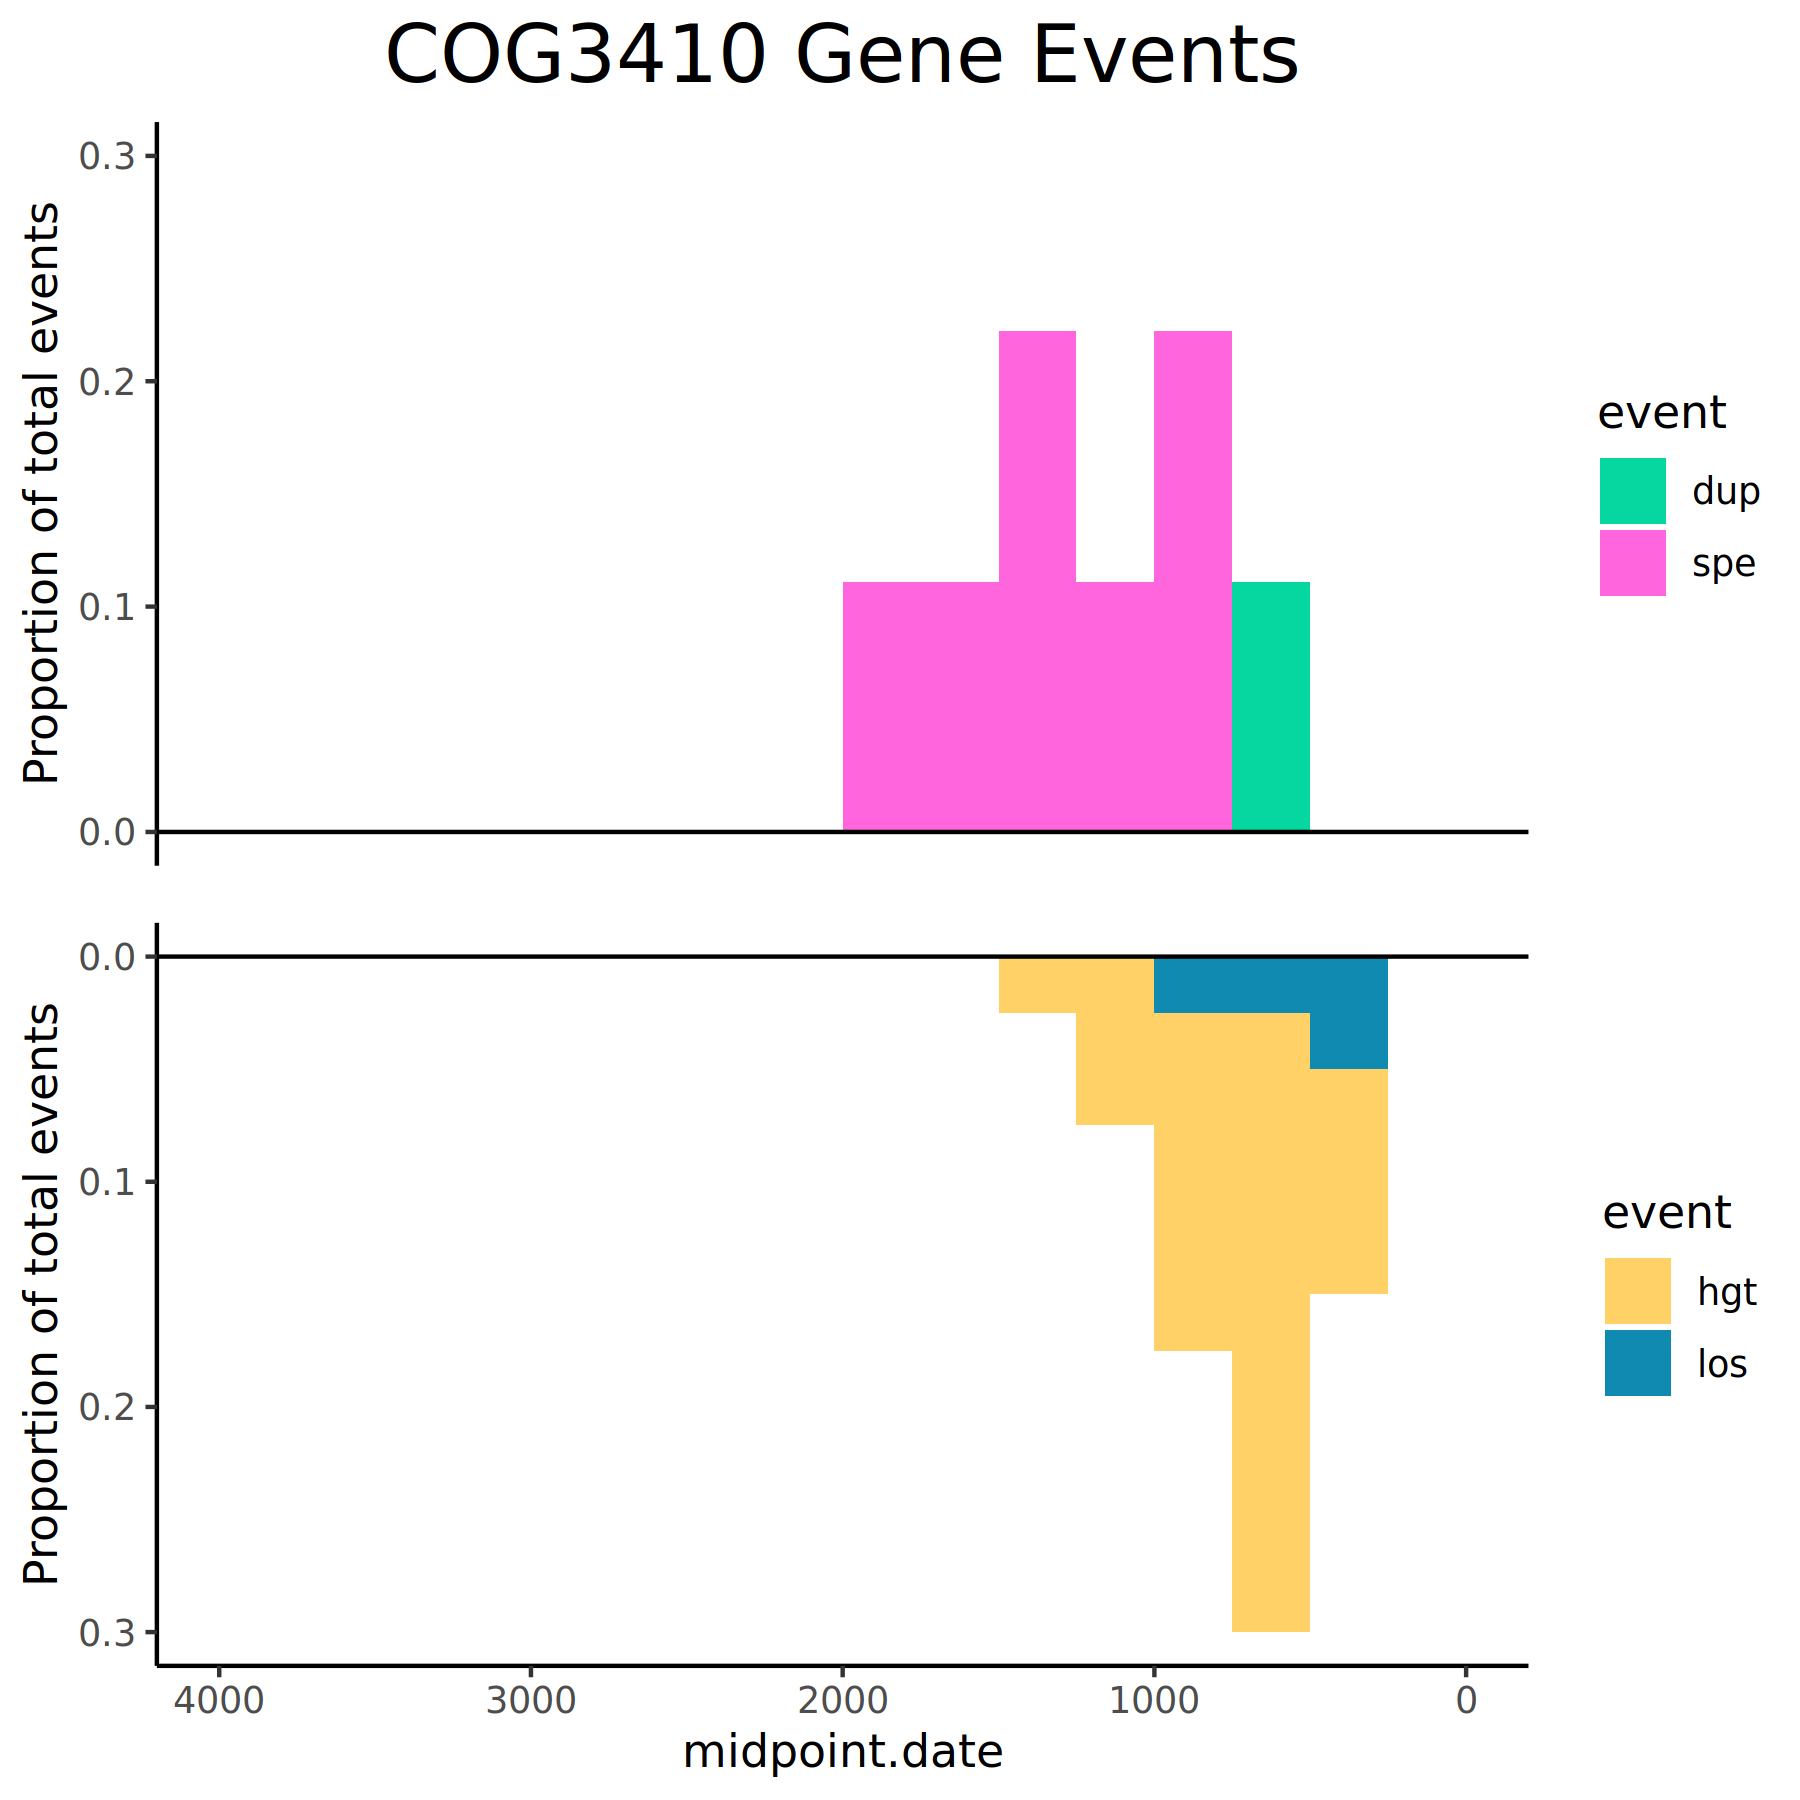 COG3410 Gene Events
Proportion of total events
0.3
0.2
0.1
0.0
event
dup
spe
Proportion of total events
0.0
0.1
0.2
0.3
event
hgt
los
4000 3000 2000 1000 0
midpoint.date